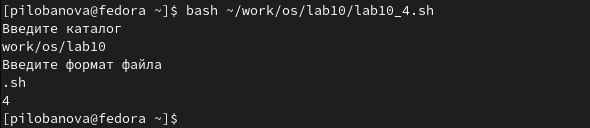 [pilobanova@fedora ~]$ bash ~/work/os/lab10/lab10_4.sh
Введите каталог
work/os/lab10
Введите формат файла
.sh
4
[pilobanova@fedora ~]$